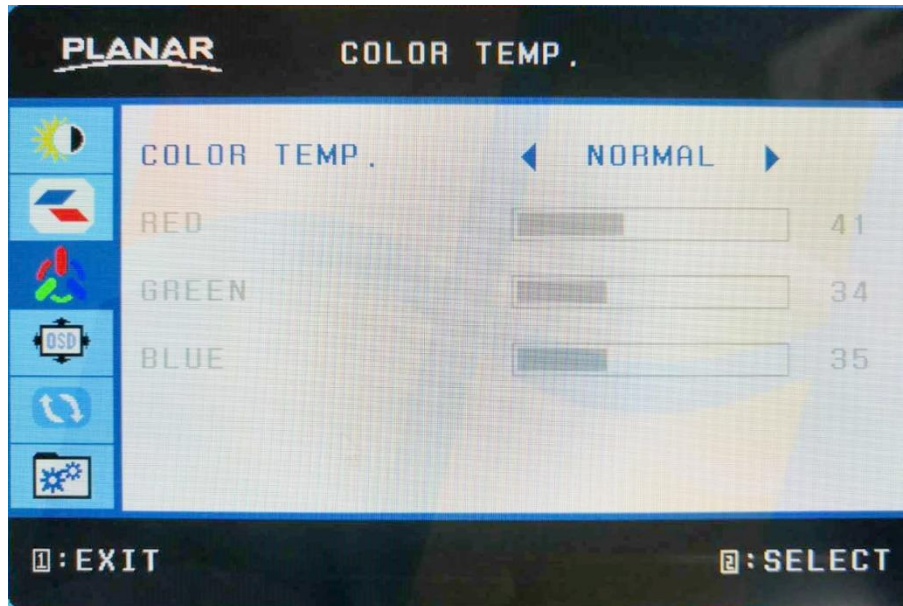 PLANAR COLOR TEMP.
COLOR TEMP. NORMAL
RED 41
GREEN 34
OSD
BLUE 35
1:EXIT 2:SELECT